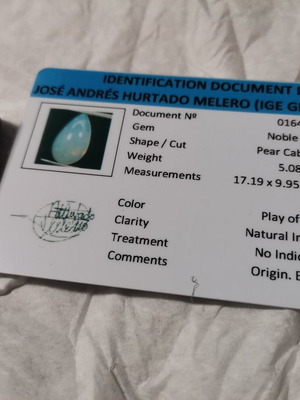 IDENTIFICATION DOCUMENT
JOSÉ ANDRÉS HURTADO MELERO (IGE G
Document Nº 0164
Gem Noble
Shape / Cut Pear Cab
Weight 5.08
Measurements 17.19 x 9.95
Color Play of
Clarity Natural In
Treatment No Indic
Comments Origin. E